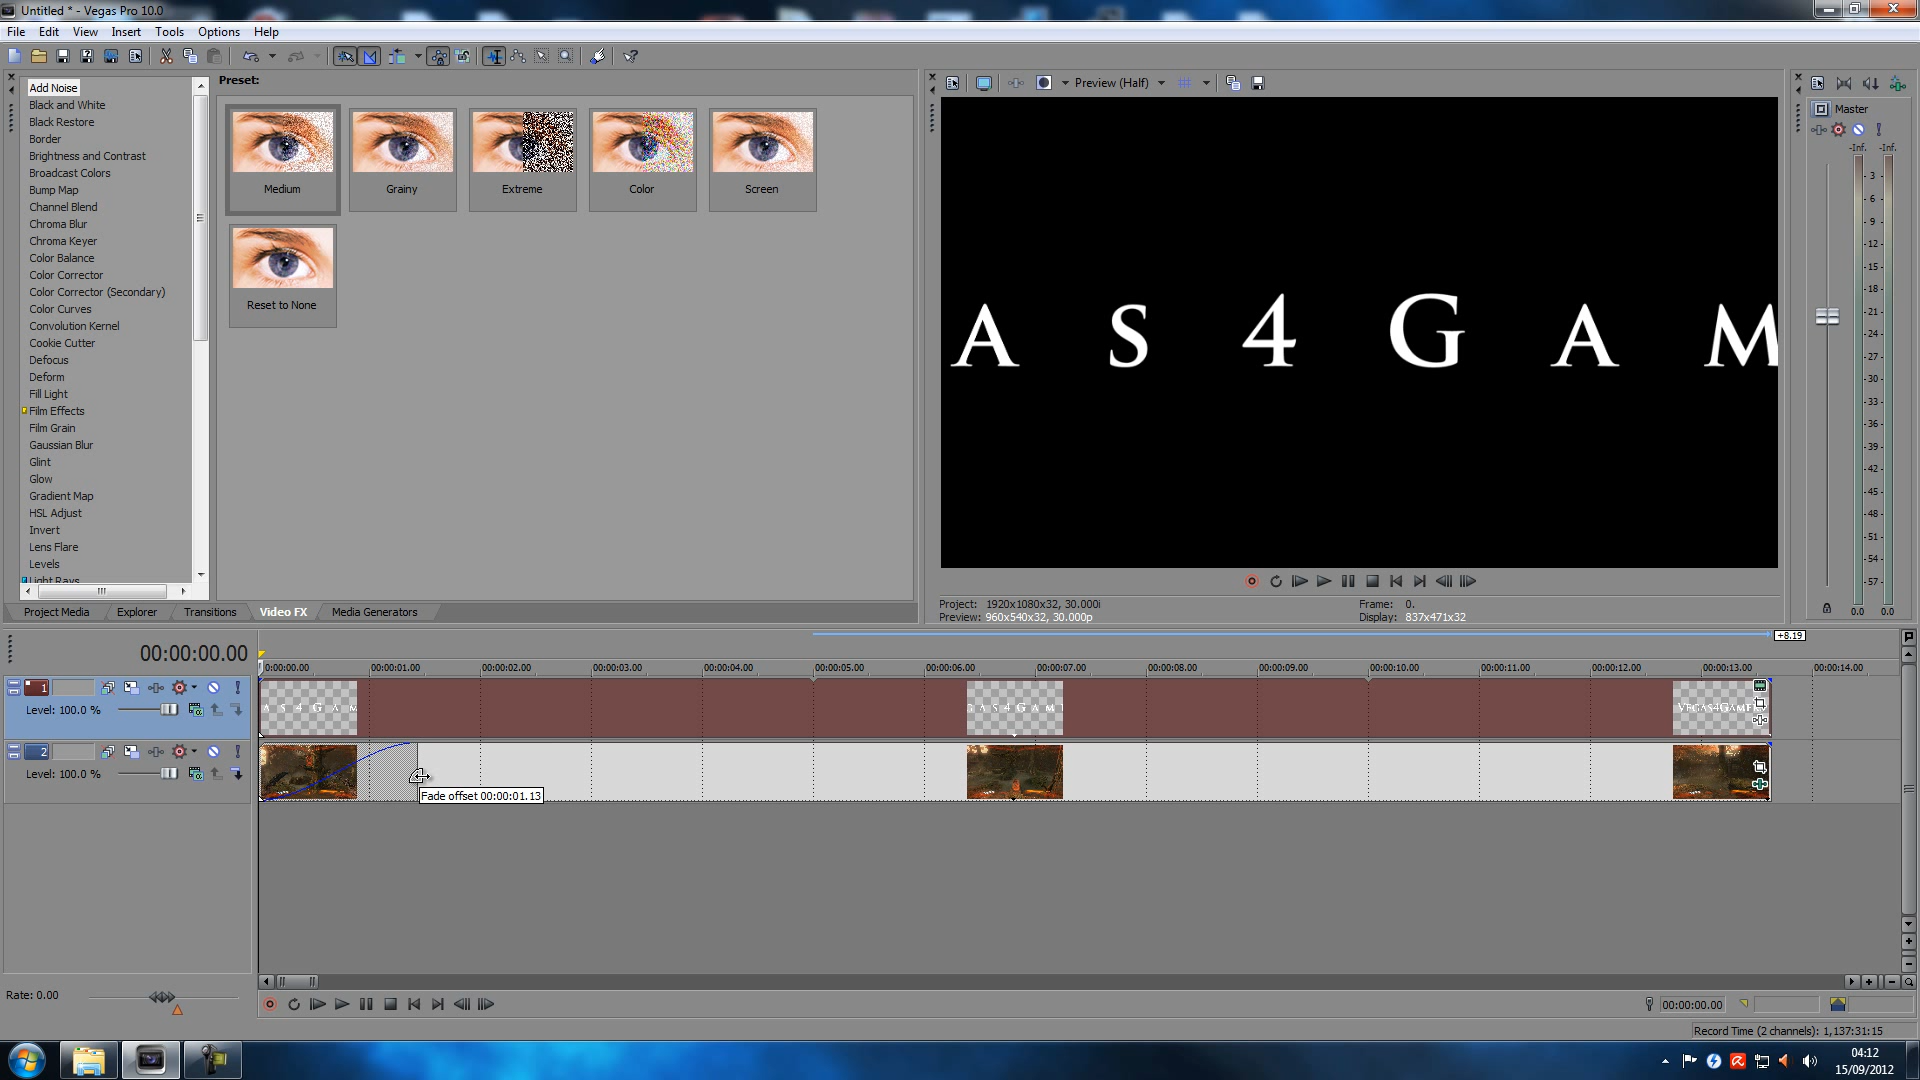 Untitled * - Vegas Pro 10.0
File Edit View Insert Tools Options Help
Add Noise
Black and White
Black Restore
Border
Brightness and Contrast
Broadcast Colors
Bump Map
Channel Blend
Chroma Blur
Chroma Keyer
Color Balance
Color Corrector
Color Corrector (Secondary)
Color Curves
Convolution Kernel
Cookie Cutter
Defocus
Deform
Fill Light
Film Effects
Film Grain
Gaussian Blur
Glint
Glow
Gradient Map
HSL Adjust
Invert
Lens Flare
Levels
Light Rays
Preset:
Medium Grainy Extreme Color Screen
Reset to None
Project Media Explorer Transitions Video FX Media Generators
Preview (Half)
A S 4 G A M
Project: 1920x1080x32, 30.000i
Preview: 960x540x32, 30.000p
Frame: 0.
Display: 837x471x32
Master
-Inf. -Inf.
- 3 -
- 6 -
- 9 -
-12-
-15-
-18-
-21-
-24-
-27-
-30-
-33-
-36-
-39-
-42-
-45-
-48-
-51-
-54-
-57-
0.0 0.0
00:00:00.00
+8.19
0:00:00.00 00:00:01.00 00:00:02.00 00:00:03.00 00:00:04.00 00:00:05.00 00:00:06.00 00:00:07.00 00:00:08.00 00:00:09.00 00:00:10.00 00:00:11.00 00:00:12.00 00:00:13.00 00:00:14.00
1
Level: 100.0 %
A S 4 G A M
G A S 4 G A M
VEGAS4GAMER
2
Level: 100.0 %
Fade offset 00:00:01.13
Rate: 0.00
00:00:00.00
Record Time (2 channels): 1,137:31:15
04:12
15/09/2012